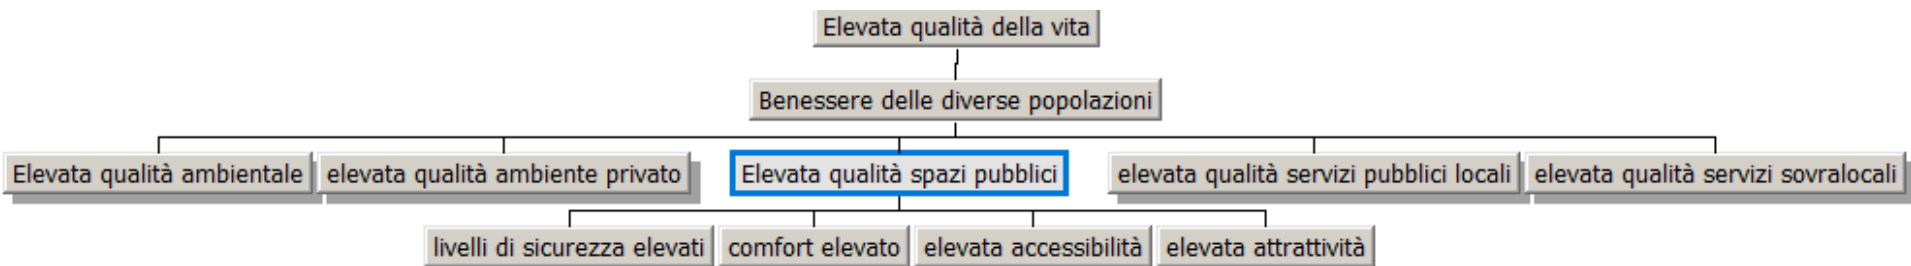 Elevata qualità della vita
Benessere delle diverse popolazioni
Elevata qualità ambientale
elevata qualità ambiente privato
Elevata qualità spazi pubblici
elevata qualità servizi pubblici locali
elevata qualità servizi sovralocali
livelli di sicurezza elevati
comfort elevato
elevata accessibilità
elevata attrattività